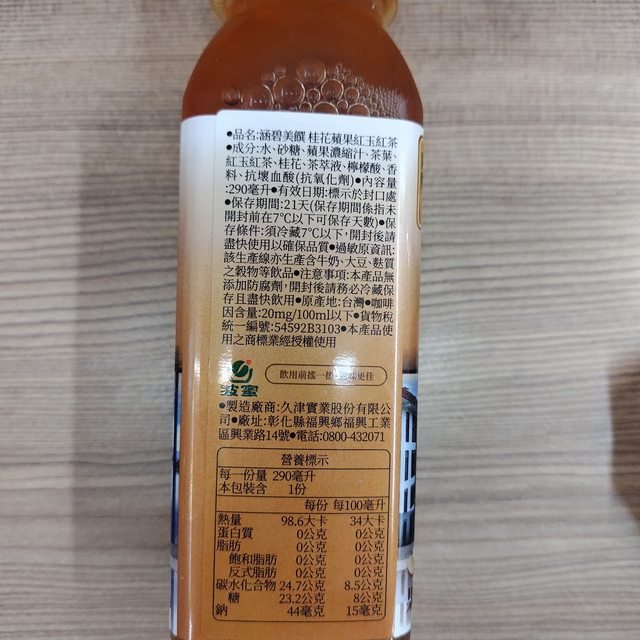 ●品名:涵碧美饌 桂花蘋果紅玉紅茶
●成分:水、砂糖、蘋果濃縮汁、茶葉、
紅玉紅茶、桂花、茶萃液、檸檬酸、香
料、抗壞血酸(抗氧化劑)●內容量
:290毫升●有效日期:標示於封口處
●保存期間:21天(保存期間係指未
開封前在7℃以下可保存天數)●保
存條件:須冷藏7℃以下,開封後請
盡快使用以確保品質●過敏原資訊:
該生產線亦生產含牛奶、大豆、麩質
之穀物等飲品●注意事項:本產品無
添加防腐劑,開封後請務必冷藏保
存且盡快飲用●原產地:台灣●咖啡
因含量:20mg/100ml以下●貨物稅
統一編號:54592B3103●本產品使
用之商標業經授權使用
波蜜
飲用前搖一搖 更佳
●製造廠商:久津實業股份有限公
司●廠址:彰化縣福興鄉福興工業
區興業路14號●電話:0800-432071
營養標示
每一份量 290毫升
本包裝含 1份
每份 每100毫升
熱量 98.6大卡 34大卡
蛋白質 0公克 0公克
脂肪 0公克 0公克
飽和脂肪 0公克 0公克
反式脂肪 0公克 0公克
碳水化合物 24.7公克 8.5公克
糖 23.2公克 8公克
鈉 44毫克 15毫克